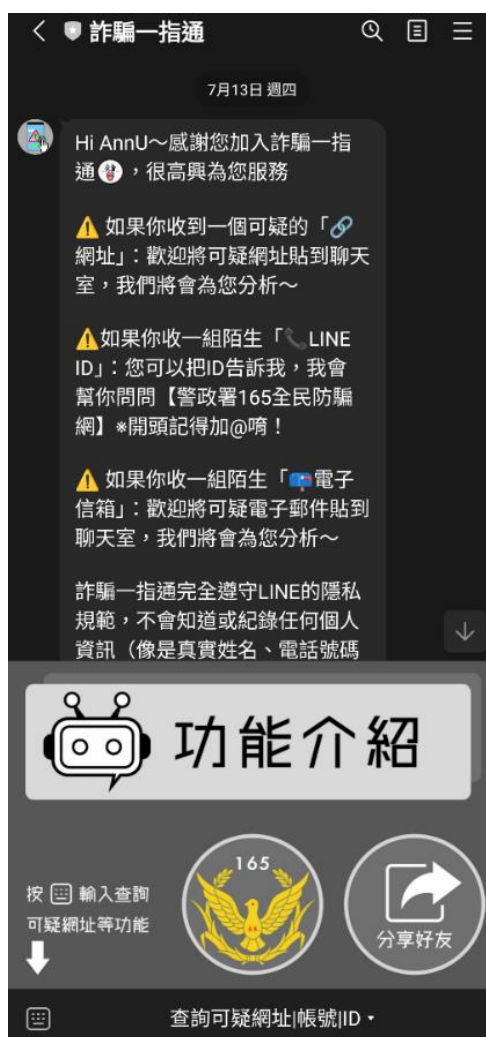 詐騙一指通
7月13日 週四
Hi AnnU～感謝您加入詐騙一指
通，很高興為您服務
⚠️ 如果你收到一個可疑的「🔗
網址」：歡迎將可疑網址貼到聊天
室，我們將會為您分析～
⚠️如果你收一組陌生「📞LINE
ID」：您可以把ID告訴我，我會
幫你問問【警政署165全民防騙
網】※開頭記得加@唷！
⚠️ 如果你收一組陌生「📪電子
信箱」：歡迎將可疑電子郵件貼到
聊天室，我們將會為您分析～
詐騙一指通完全遵守LINE的隱私
規範，不會知道或紀錄任何個人
資訊（像是真實姓名、電話號碼
功能介紹
165
按 ⌨ 輸入查詢
可疑網址等功能
分享好友
查詢可疑網址|帳號|ID